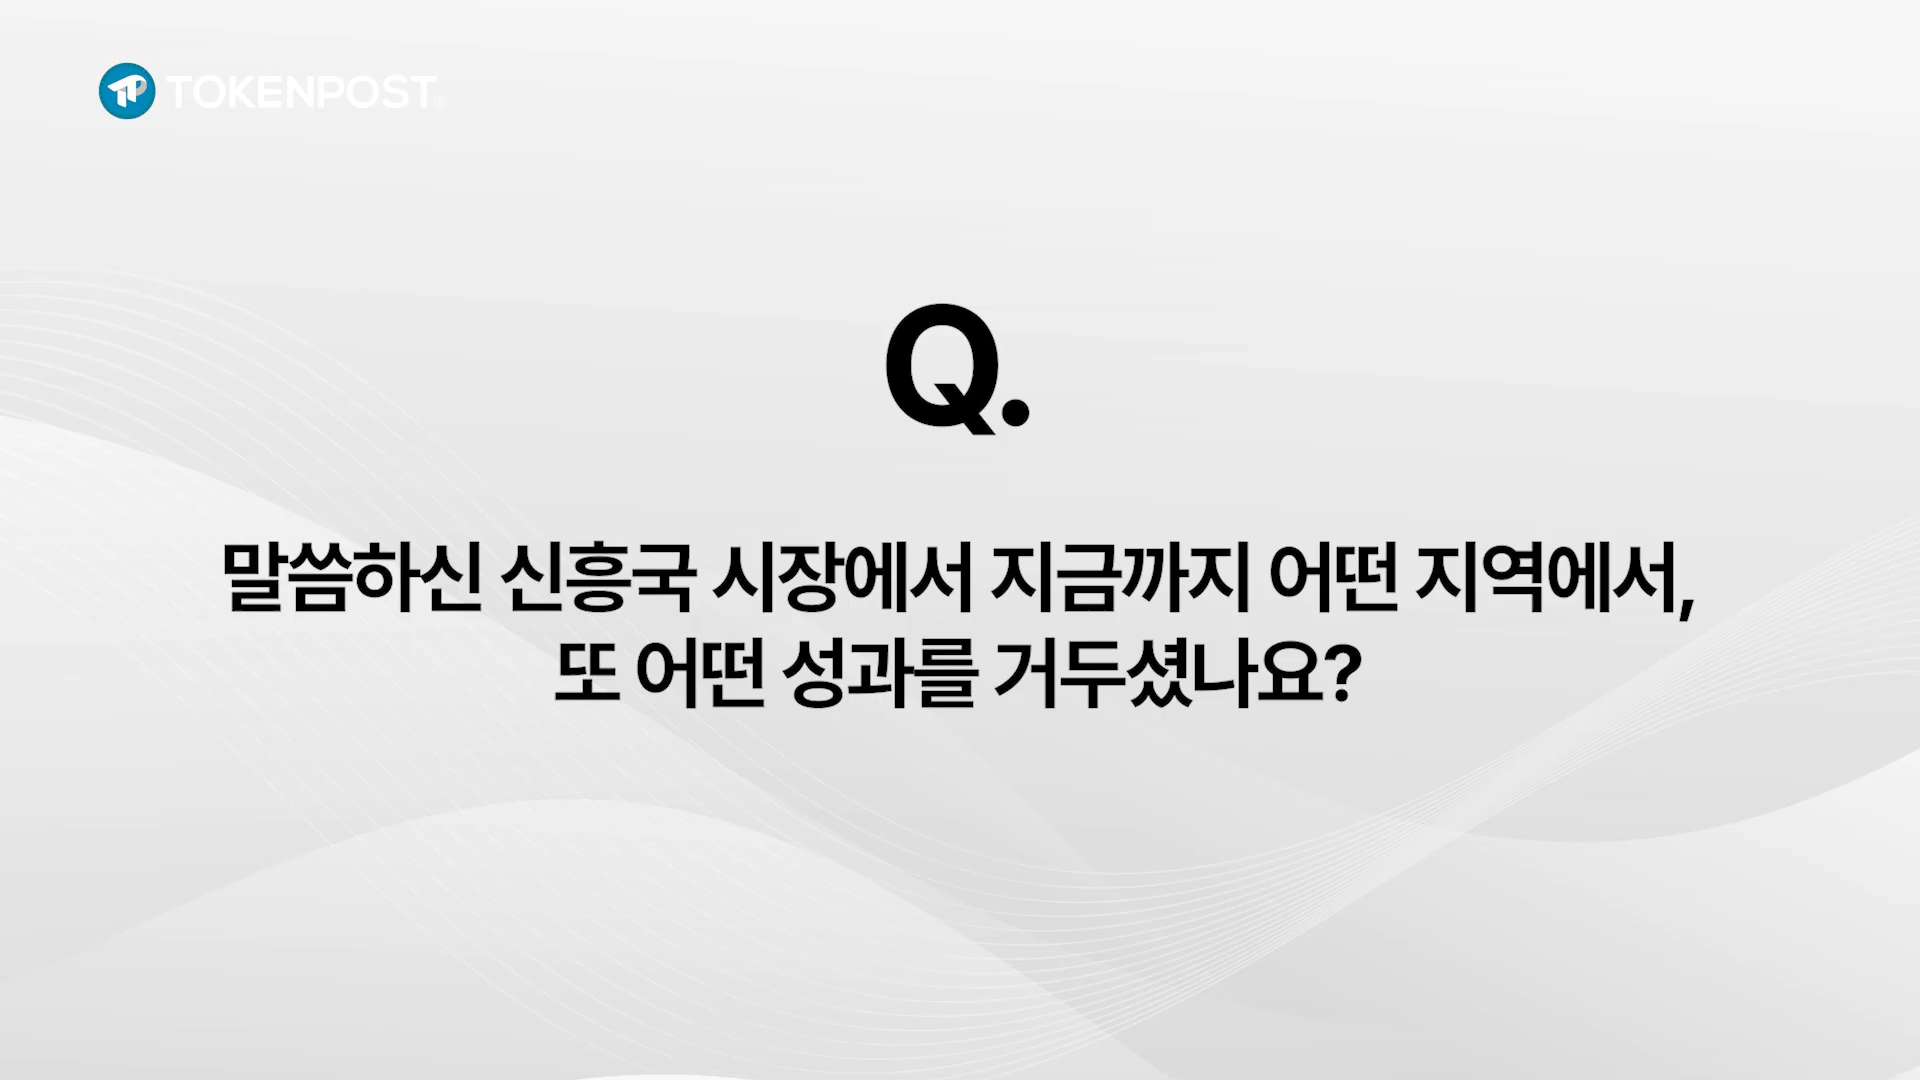 TOKENPOST
Q.
말씀하신 신흥국 시장에서 지금까지 어떤 지역에서,
또 어떤 성과를 거두셨나요?